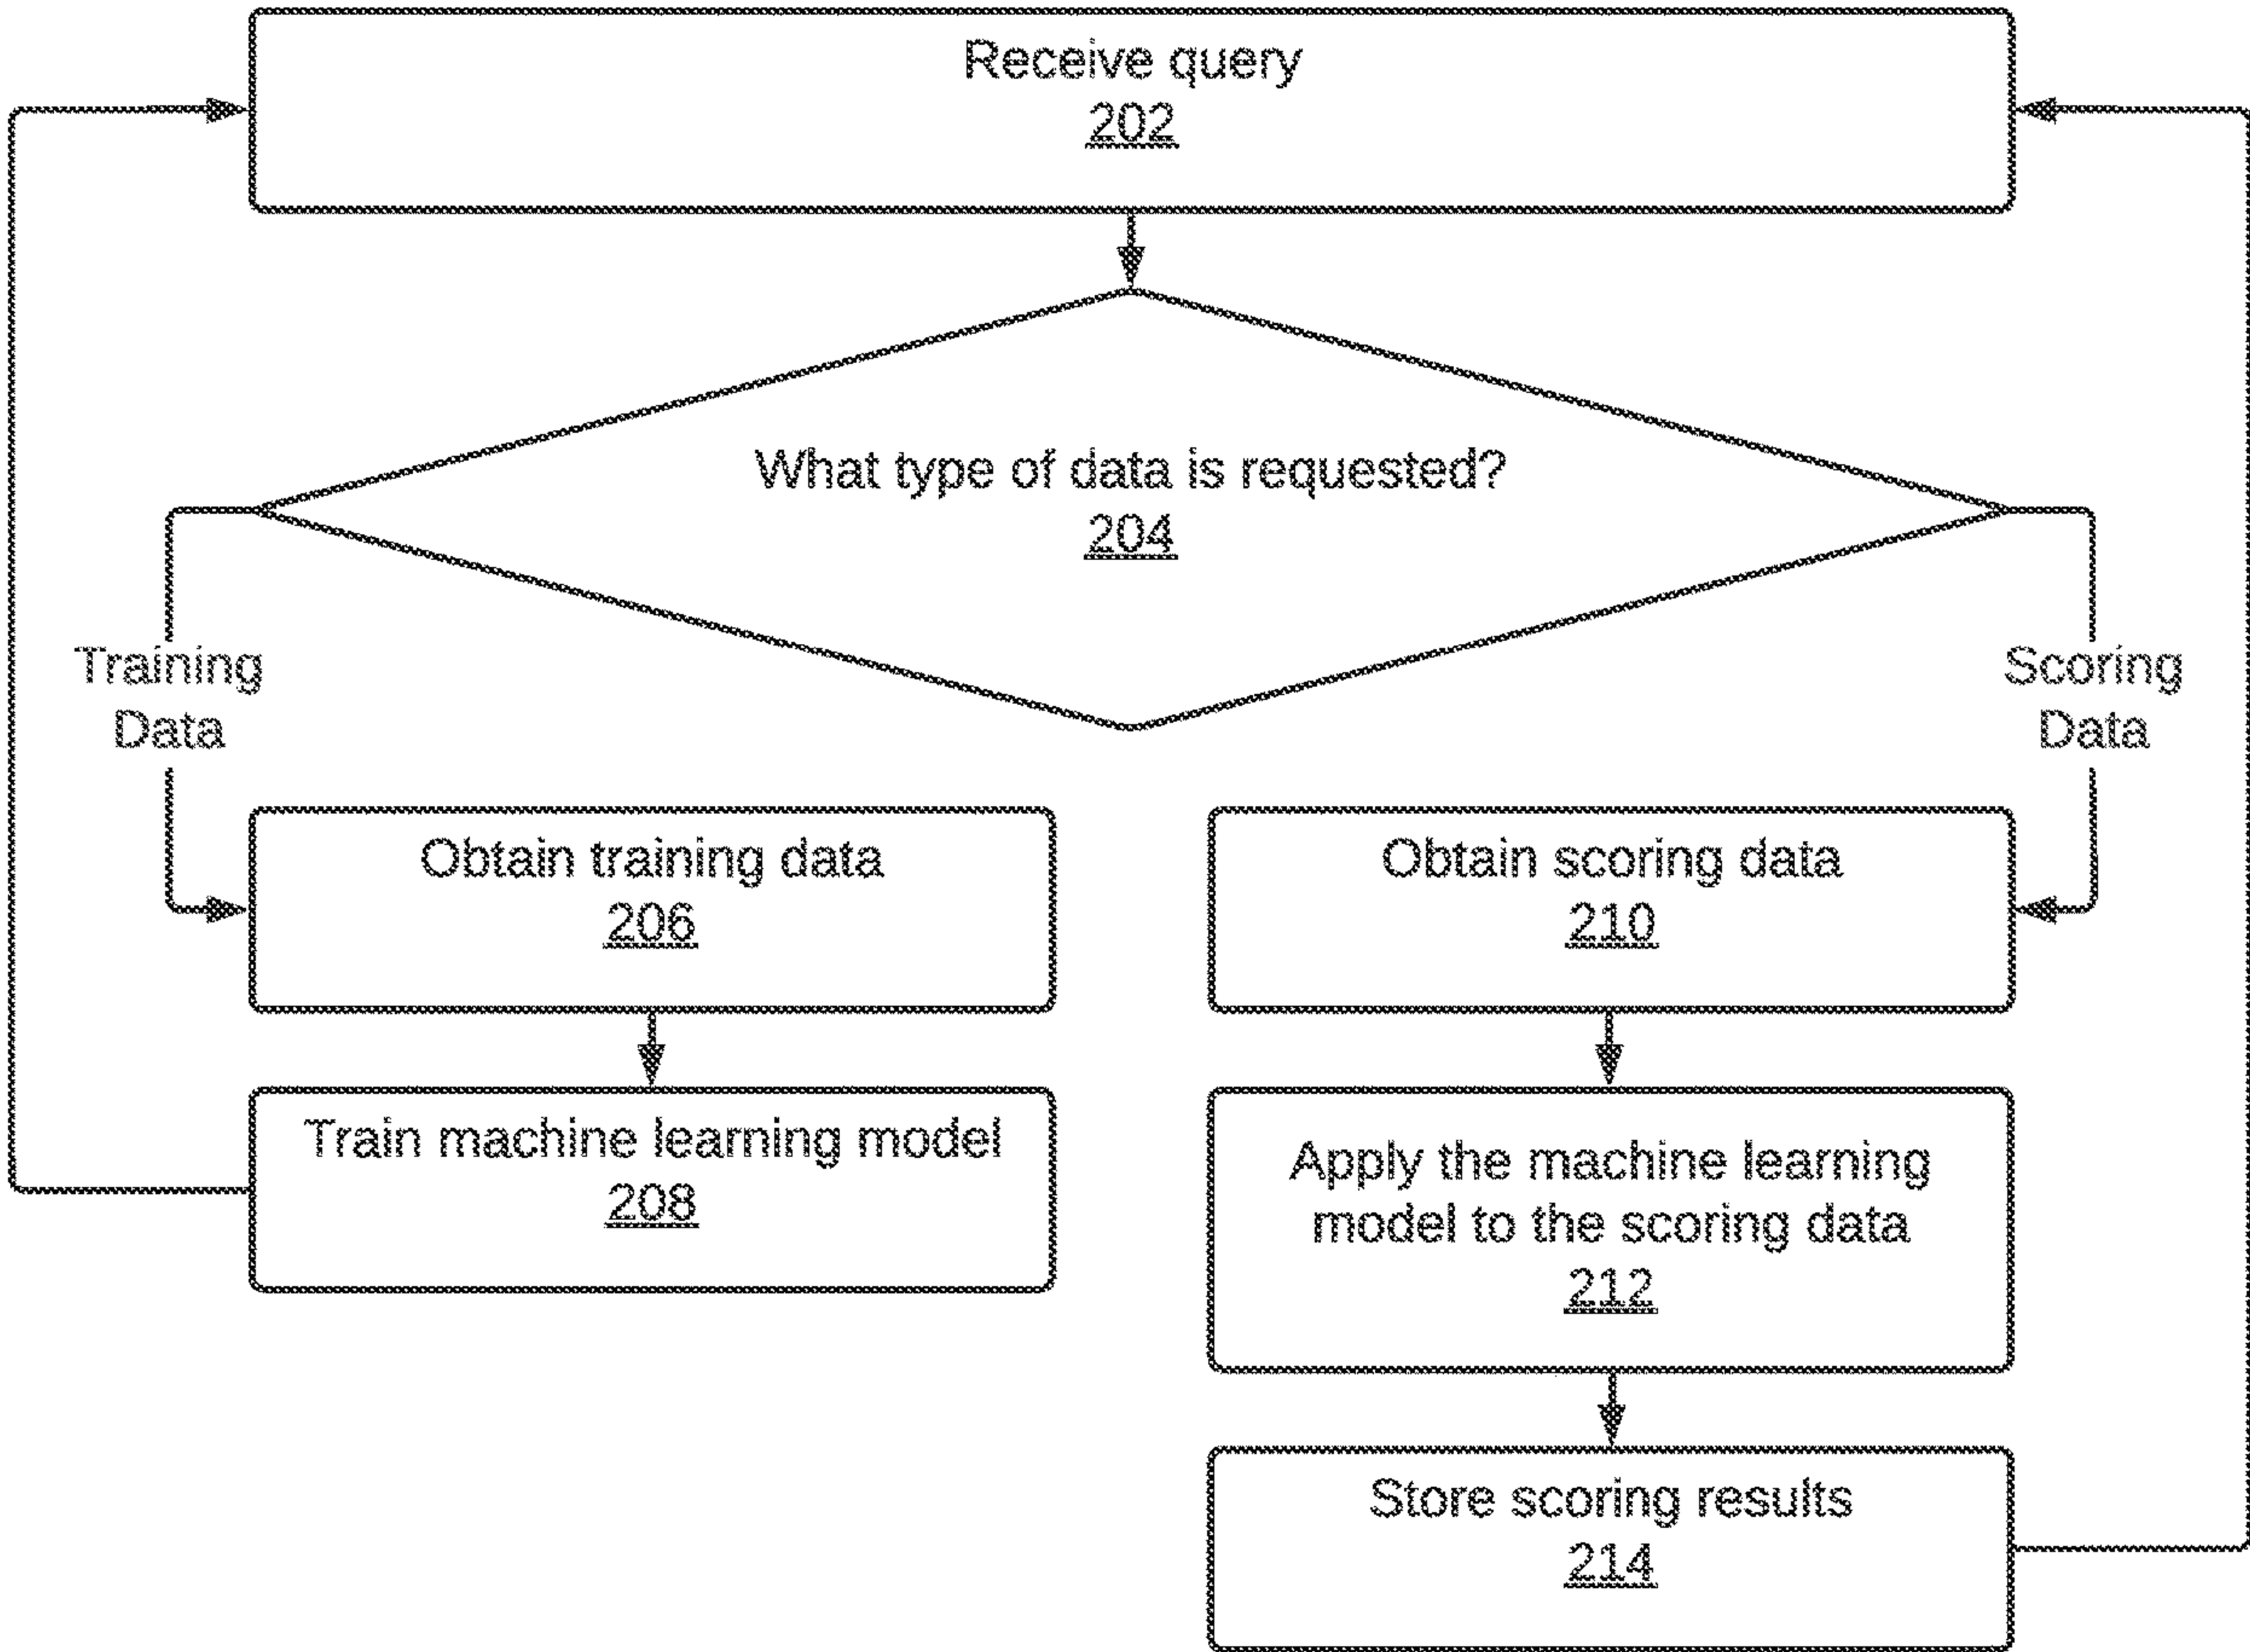 Receive query
202
What type of data is requested?
204
Training
Data
Scoring
Data
Obtain training data
206
Obtain scoring data
210
Train machine learning model
208
Apply the machine learning
model to the scoring data
212
Store scoring results
214